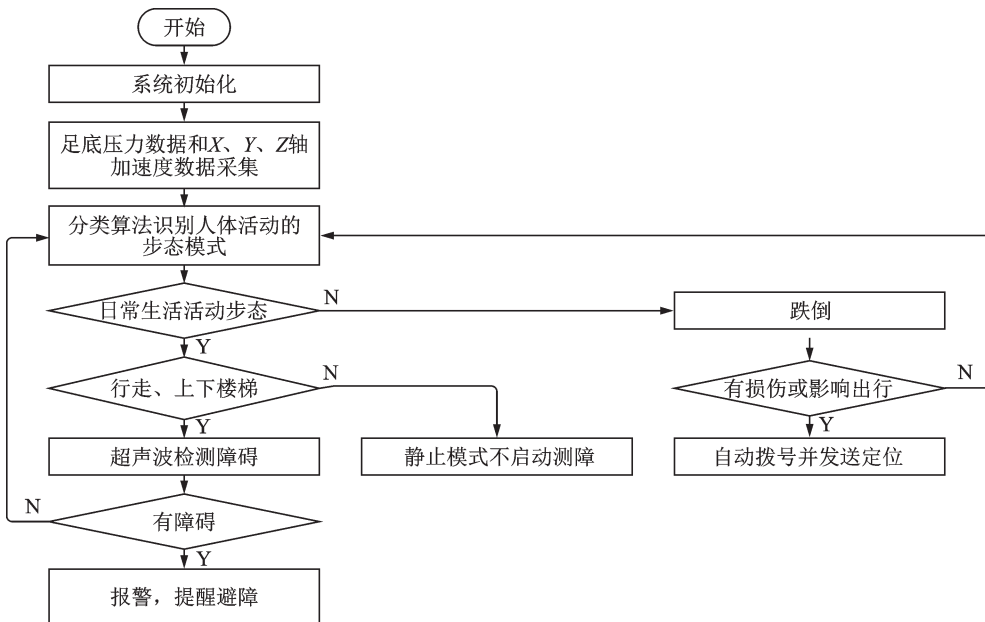 开始
系统初始化
足底压力数据和X、Y、Z轴
加速度数据采集
分类算法识别人体活动的
步态模式
日常生活活动步态
N
跌倒
Y
行走、上下楼梯
N
有损伤或影响出行
N
Y
Y
超声波检测障碍
静止模式不启动测障
自动拨号并发送定位
N
有障碍
Y
报警，提醒避障